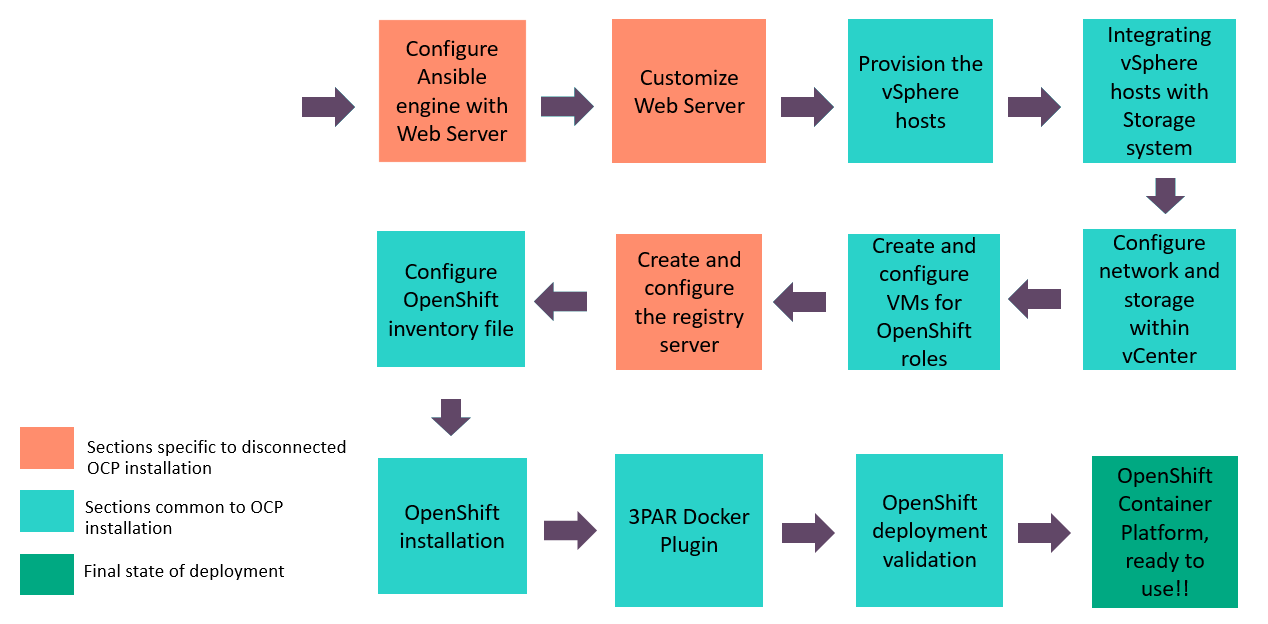 Configure
Ansible
engine with
Web Server
Customize
Web Server
Provision the
vSphere
hosts
Integrating
vSphere
hosts with
Storage
system
Configure
network and
storage
within
vCenter
Create and
configure
VMs for
OpenShift
roles
Create and
configure
the registry
server
Configure
OpenShift
inventory file
OpenShift
installation
3PAR Docker
Plugin
OpenShift
deployment
validation
OpenShift
Container
Platform,
ready to
use!!
Sections specific to disconnected
OCP installation
Sections common to OCP
installation
Final state of deployment